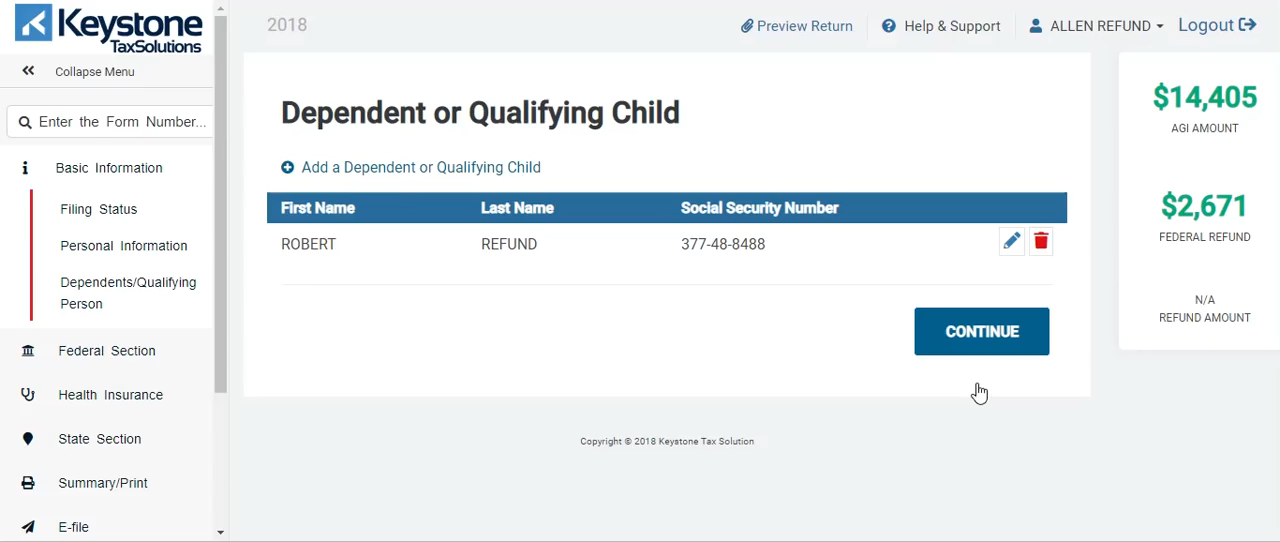 Keystone
TaxSolutions
2018
Preview Return
Help & Support
ALLEN REFUND
Logout
Collapse Menu
Enter the Form Number...
Basic Information
Filing Status
Personal Information
Dependents/Qualifying
Person
Federal Section
Health Insurance
State Section
Summary/Print
E-file
Dependent or Qualifying Child
Add a Dependent or Qualifying Child
First Name Last Name Social Security Number
ROBERT REFUND 377-48-8488
CONTINUE
$14,405
AGI AMOUNT
$2,671
FEDERAL REFUND
N/A
REFUND AMOUNT
Copyright © 2018 Keystone Tax Solution